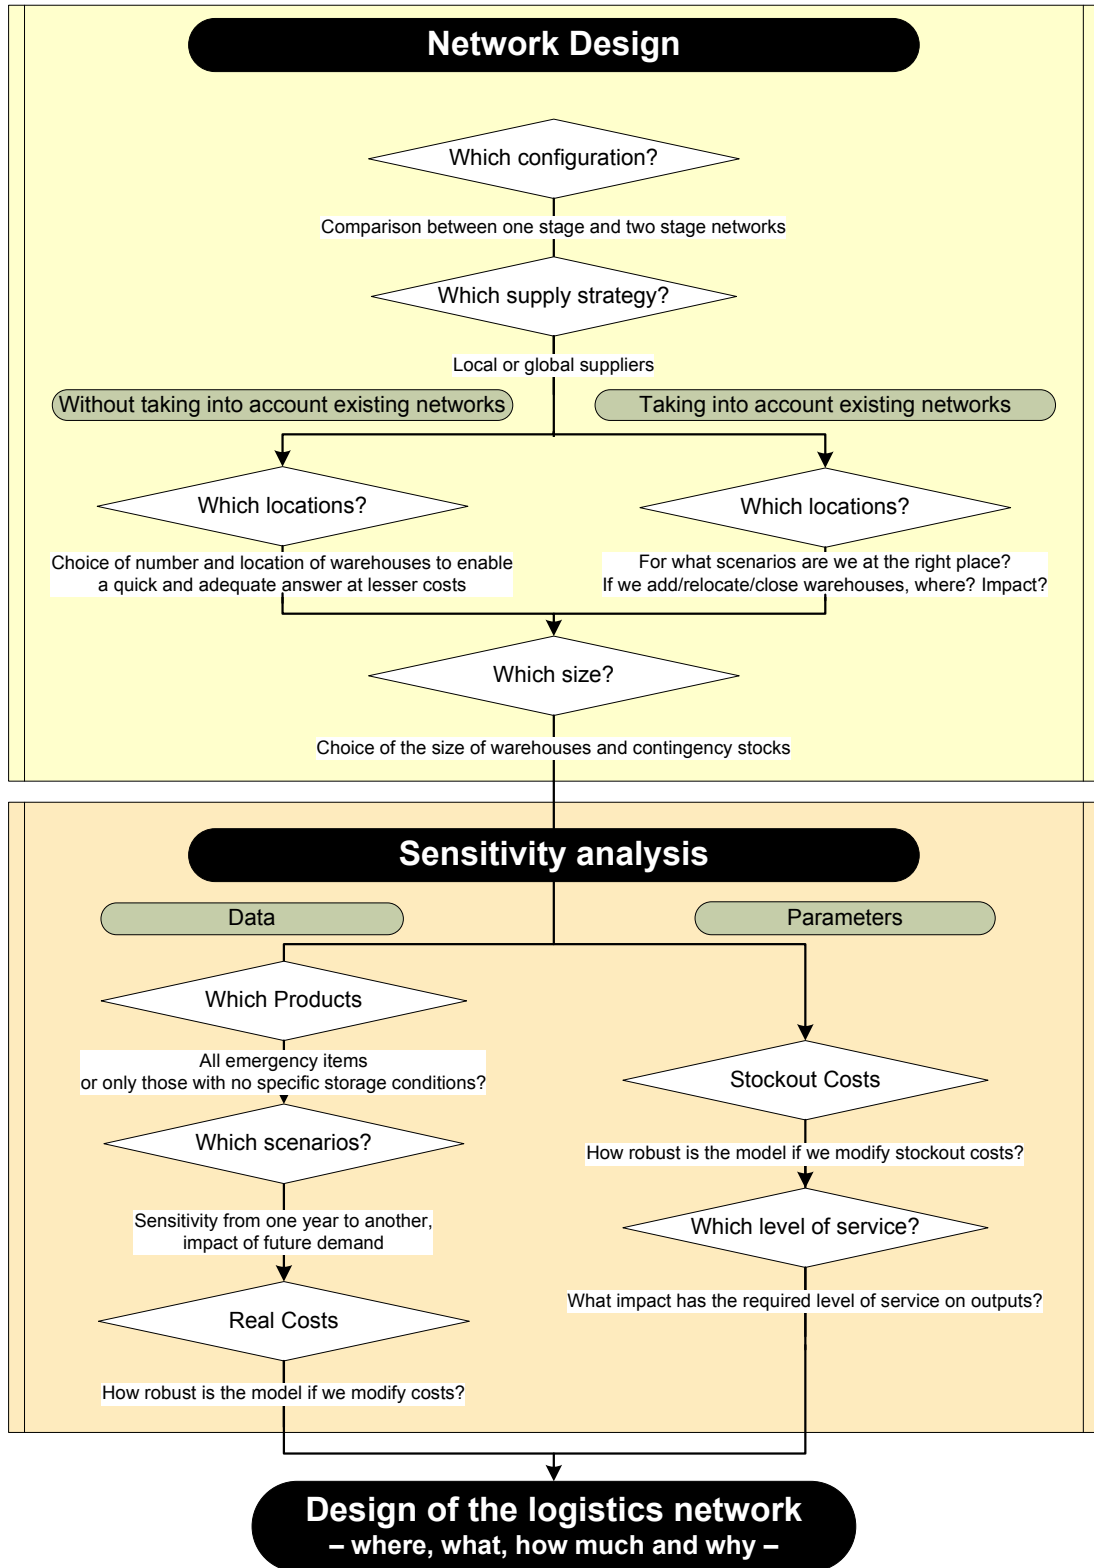 Network Design
Which configuration?
Comparison between one stage and two stage networks
Which supply strategy?
Local or global suppliers
Without taking into account existing networks
Taking into account existing networks
Which locations?
Choice of number and location of warehouses to enable
a quick and adequate answer at lesser costs
Which locations?
For what scenarios are we at the right place?
If we add/relocate/close warehouses, where? Impact?
Which size?
Choice of the size of warehouses and contingency stocks
Sensitivity analysis
Data
Parameters
Which Products
All emergency items
or only those with no specific storage conditions?
Which scenarios?
Sensitivity from one year to another,
impact of future demand
Real Costs
How robust is the model if we modify costs?
Stockout Costs
How robust is the model if we modify stockout costs?
Which level of service?
What impact has the required level of service on outputs?
Design of the logistics network
– where, what, how much and why –